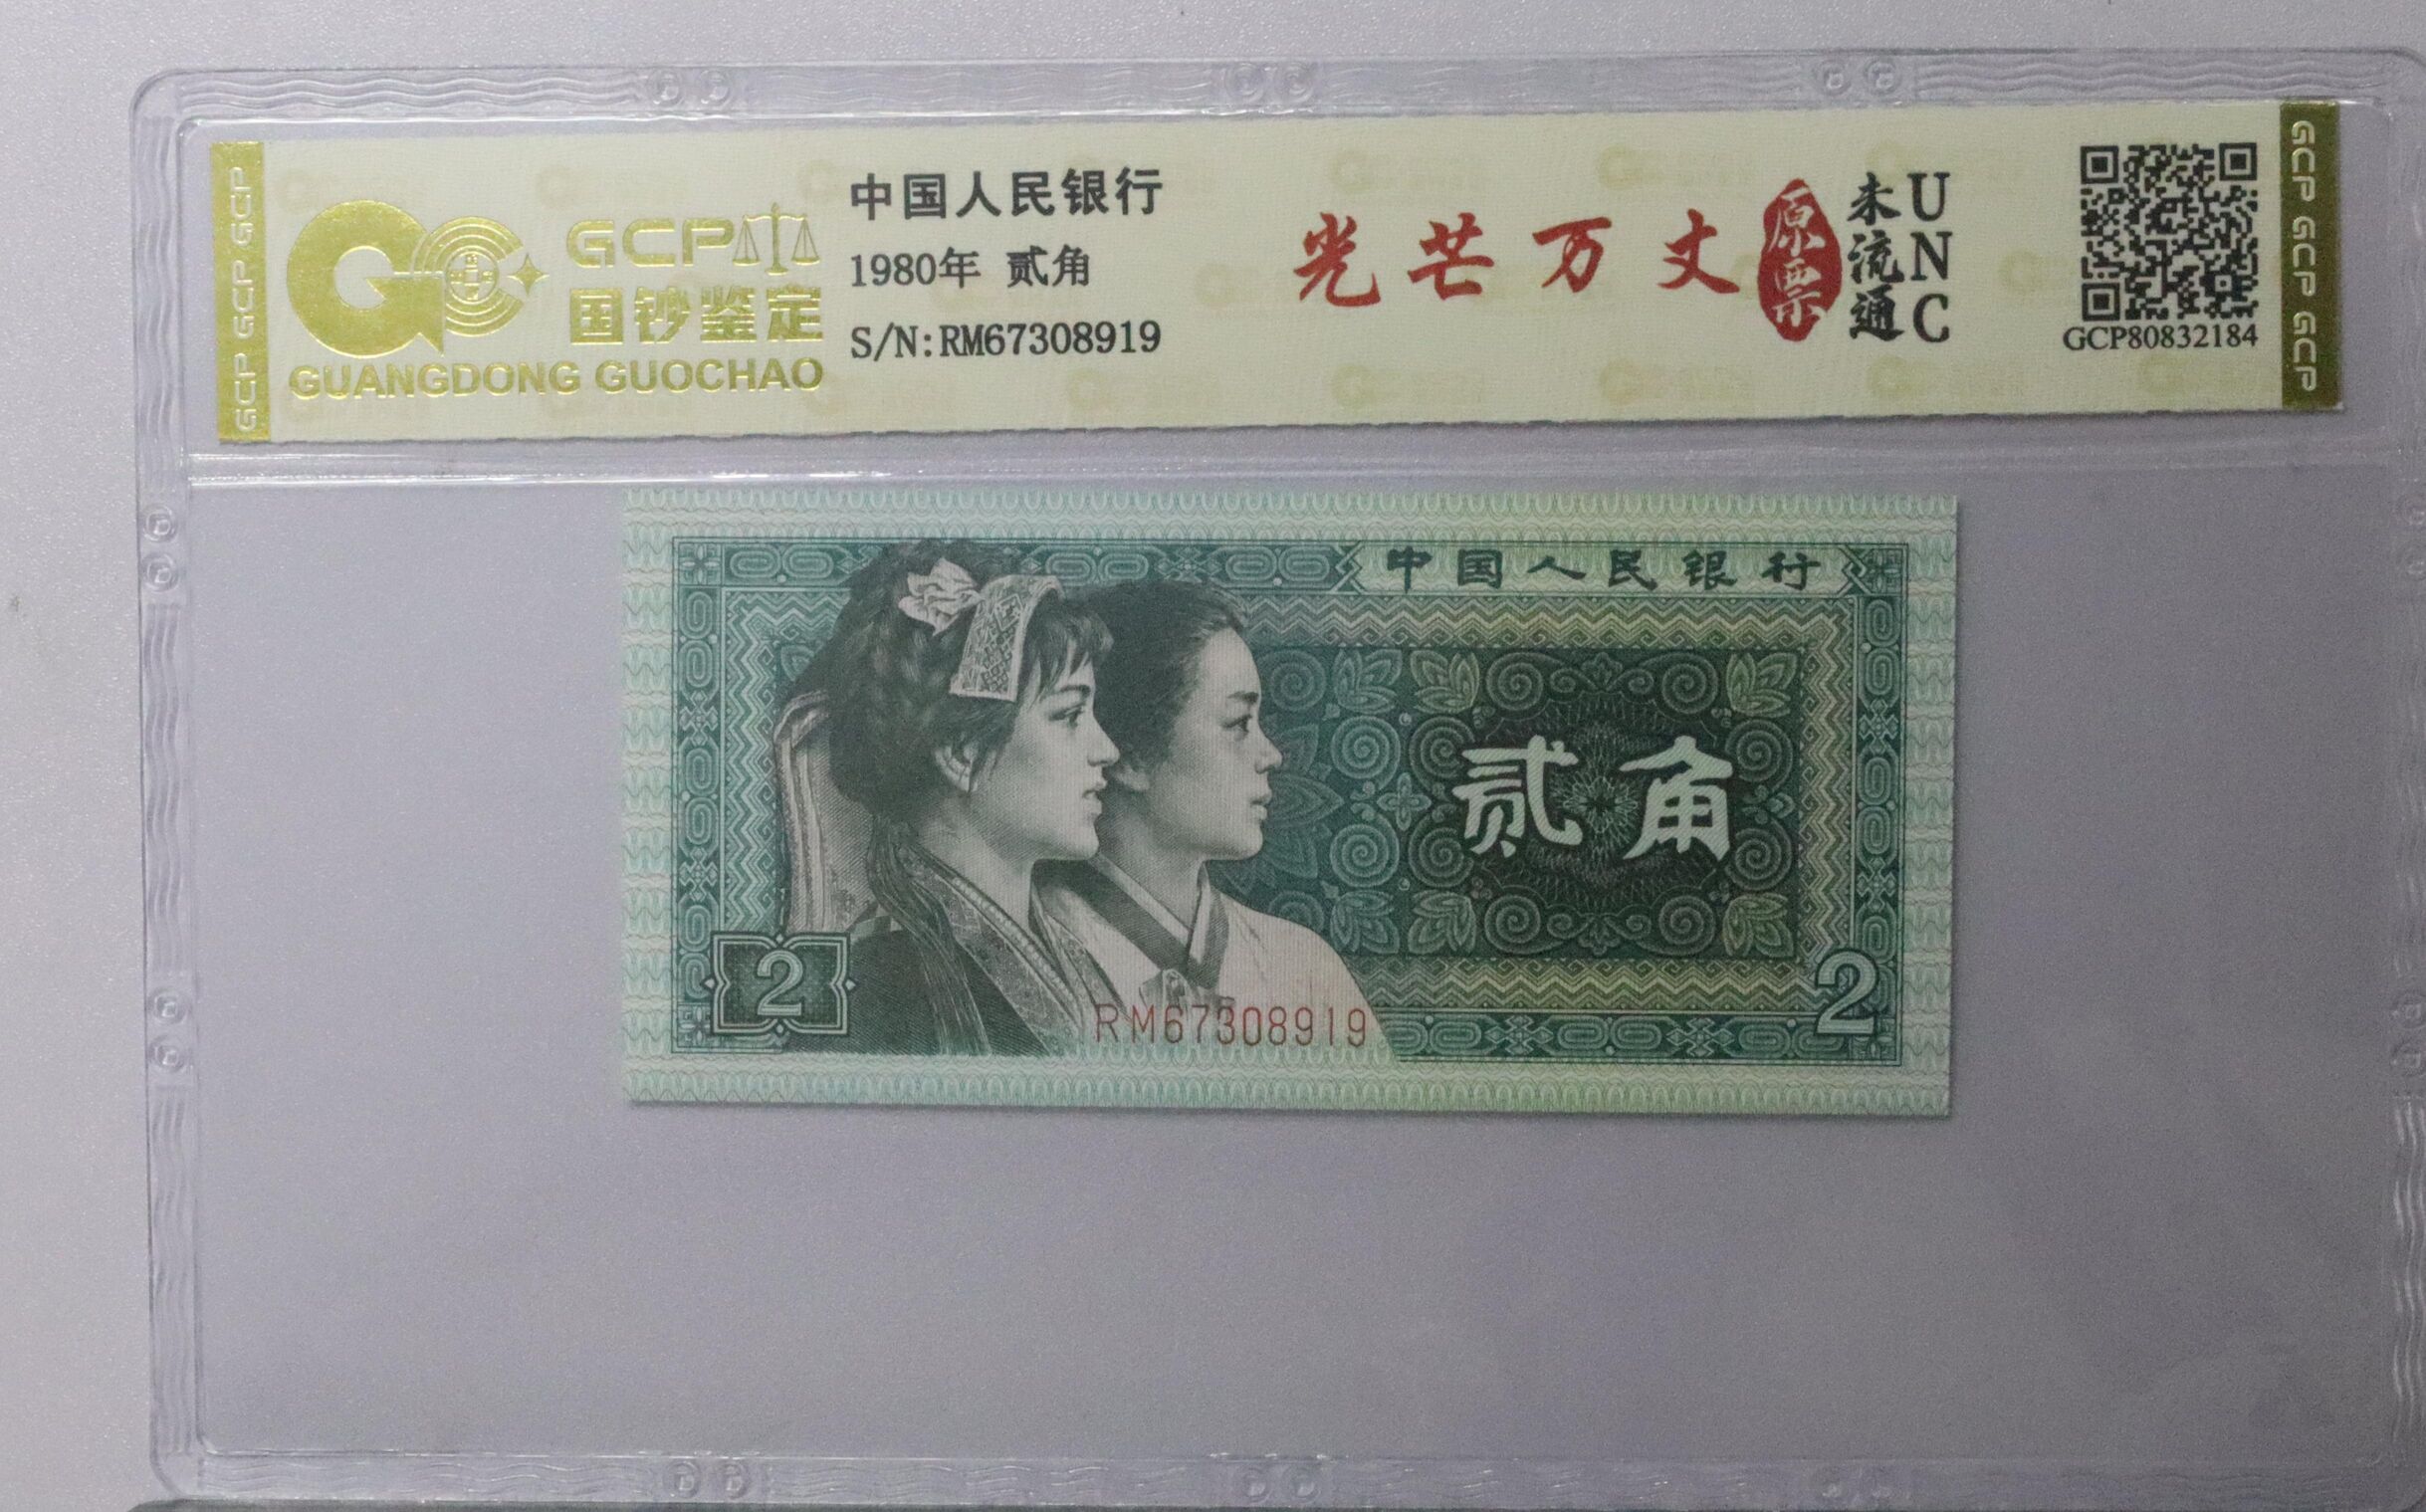 GCP GCP GCP
GCP
国钞鉴定
GUANGDONG GUOCHAO
中国人民银行
1980年 贰角
S/N:RM67308919
光芒万丈
原票
未流通
UNC
GCP80832184
GCP GCP GCP
中国人民银行
贰角
2
RM67308919
2